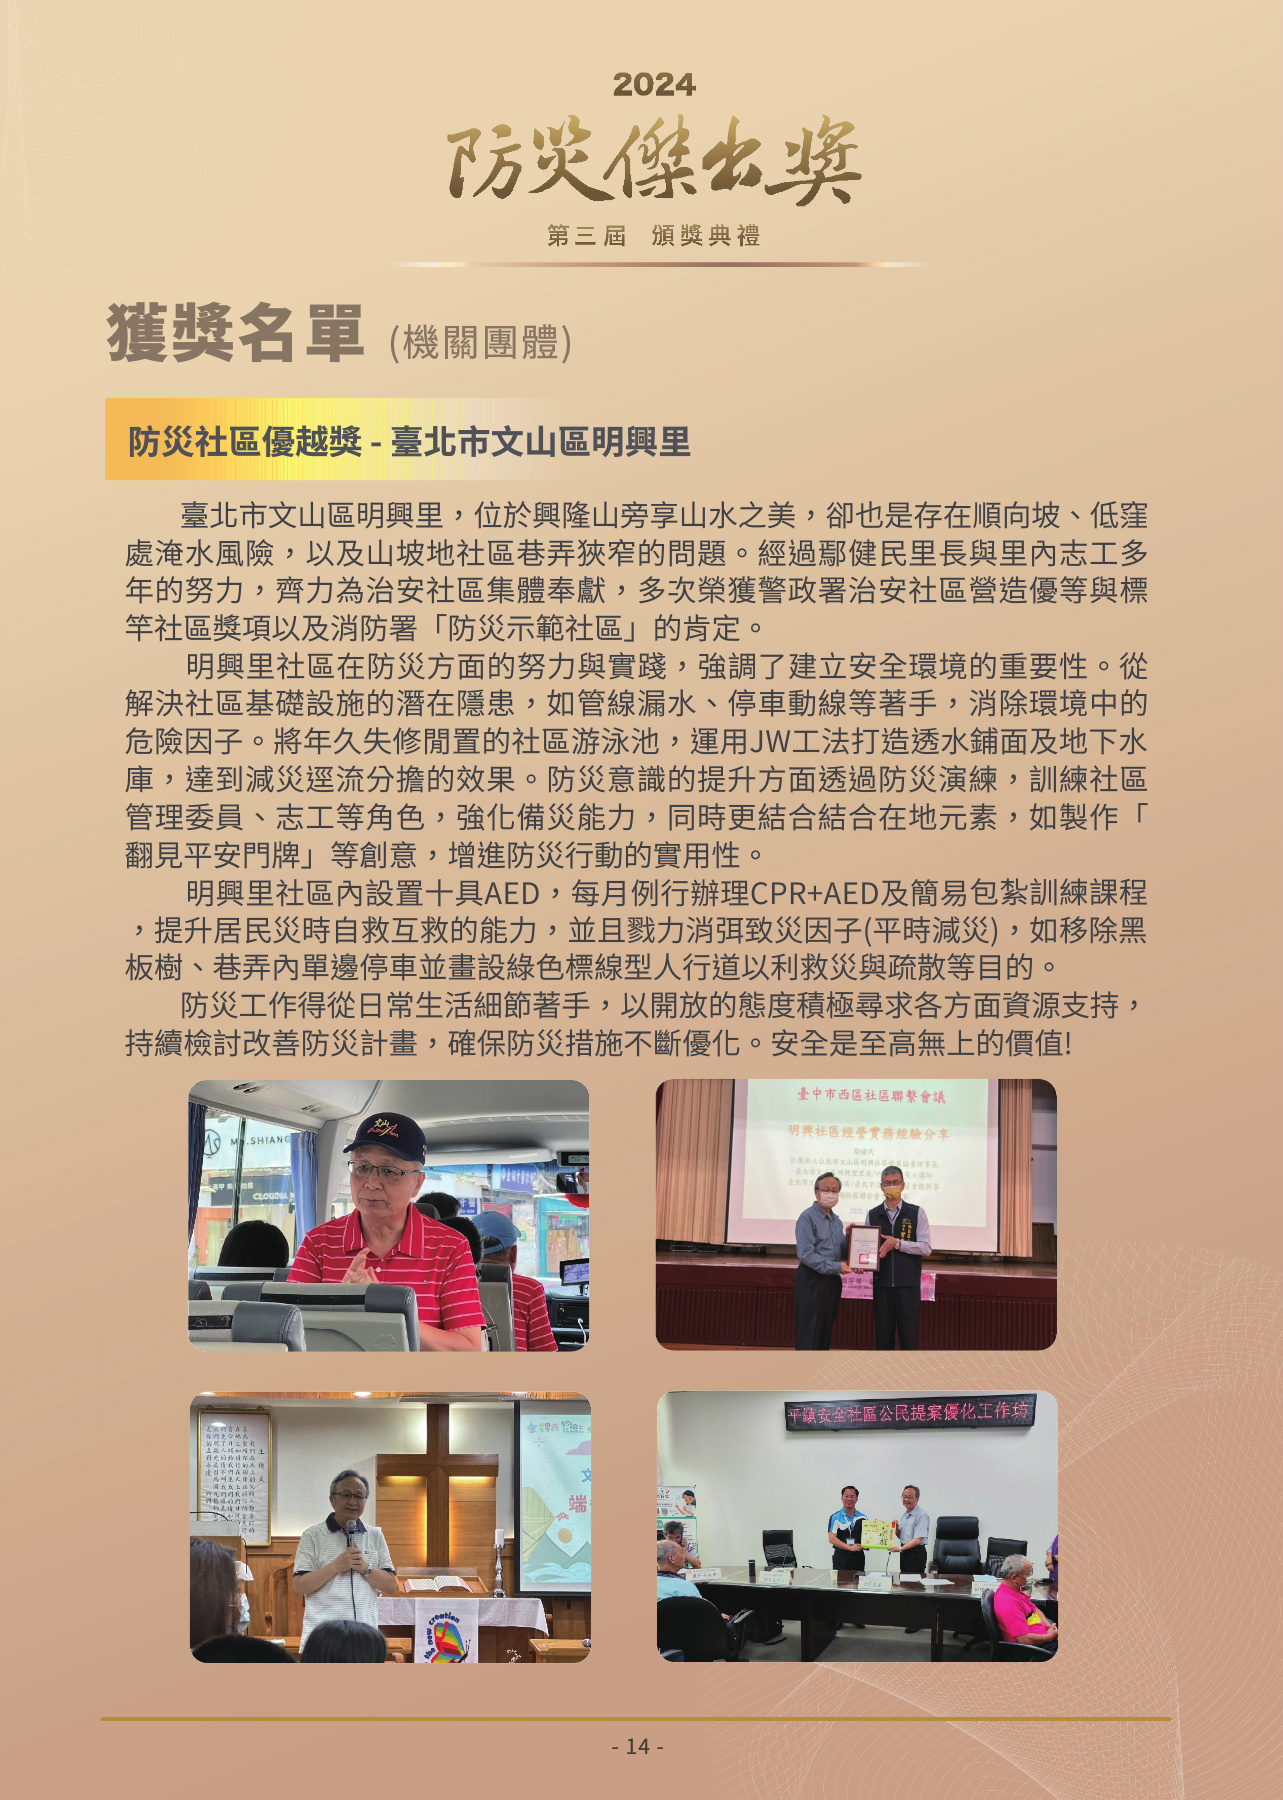 2024
防災傑出獎
第三屆 頒獎典禮
獲獎名單 (機關團體)
防災社區優越獎 - 臺北市文山區明興里
臺北市文山區明興里，位於興隆山旁享山水之美，卻也是存在順向坡、低窪
處淹水風險，以及山坡地社區巷弄狹窄的問題。經過鄢健民里長與里內志工多
年的努力，齊力為治安社區集體奉獻，多次榮獲警政署治安社區營造優等與標
竿社區獎項以及消防署「防災示範社區」的肯定。
明興里社區在防災方面的努力與實踐，強調了建立安全環境的重要性。從
解決社區基礎設施的潛在隱患，如管線漏水、停車動線等著手，消除環境中的
危險因子。將年久失修閒置的社區游泳池，運用JW工法打造透水鋪面及地下水
庫，達到減災逕流分擔的效果。防災意識的提升方面透過防災演練，訓練社區
管理委員、志工等角色，強化備災能力，同時更結合結合在地元素，如製作「
翻見平安門牌」等創意，增進防災行動的實用性。
明興里社區內設置十具AED，每月例行辦理CPR+AED及簡易包紮訓練課程
，提升居民災時自救互救的能力，並且戮力消弭致災因子(平時減災)，如移除黑
板樹、巷弄內單邊停車並畫設綠色標線型人行道以利救災與疏散等目的。
防災工作得從日常生活細節著手，以開放的態度積極尋求各方面資源支持，
持續檢討改善防災計畫，確保防災措施不斷優化。安全是至高無上的價值!
文山
臺中市西區社區聯繫會議
明興社區經營實務經驗分享
平鎮安全社區公民提案優化工作坊
the new creation
端
- 14 -